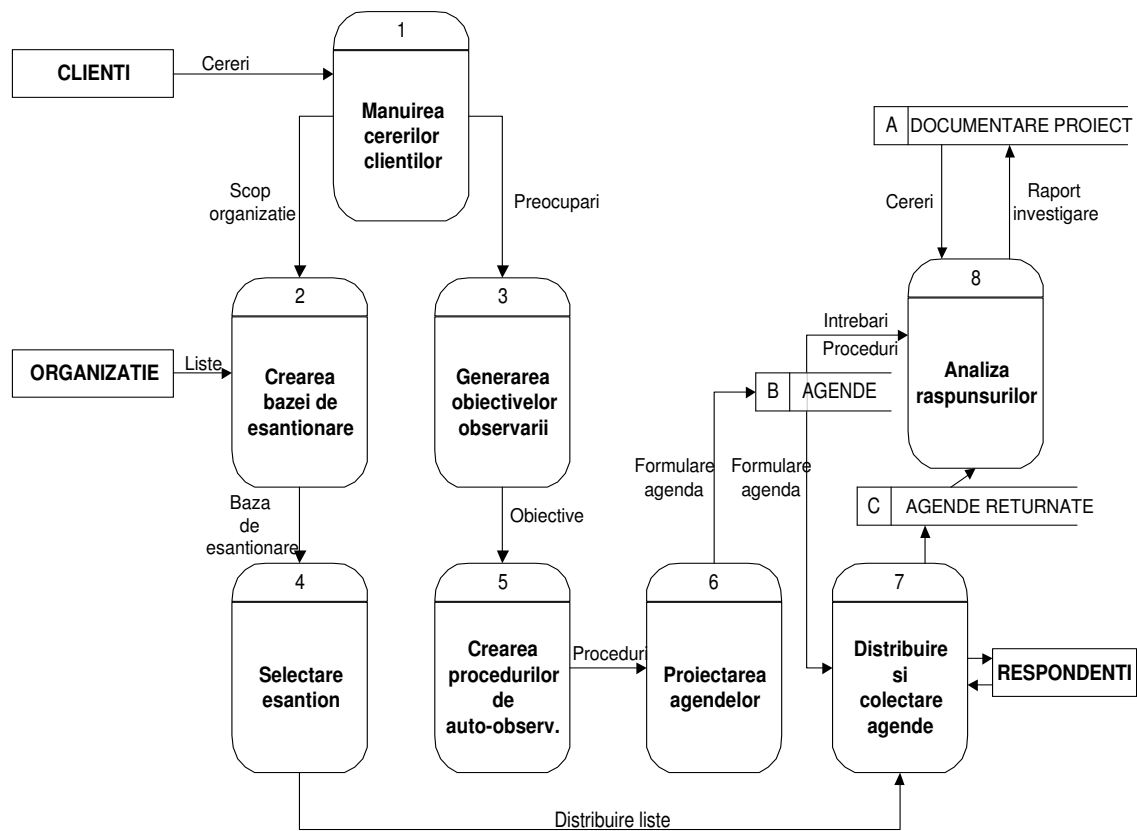 1
CLIENTI
Cereri
Manuirea
cererilor
clientilor
A
DOCUMENTARE PROIECT
Scop
organizatie
Preocupari
Cereri
Raport
investigare
2
3
8
Intrebari
Proceduri
ORGANIZATIE
Liste
Crearea
bazei de
esantionare
Generarea
obiectivelor
observarii
B
AGENDE
Analiza
raspunsurilor
Formulare
agenda
Formulare
agenda
Baza
de
esantionare
Obiective
C
AGENDE RETURNATE
4
5
6
7
Selectare
esantion
Crearea
procedurilor
de
auto-observ.
Proceduri
Proiectarea
agendelor
Distribuire
si
colectare
agende
RESPONDENTI
Distribuire liste